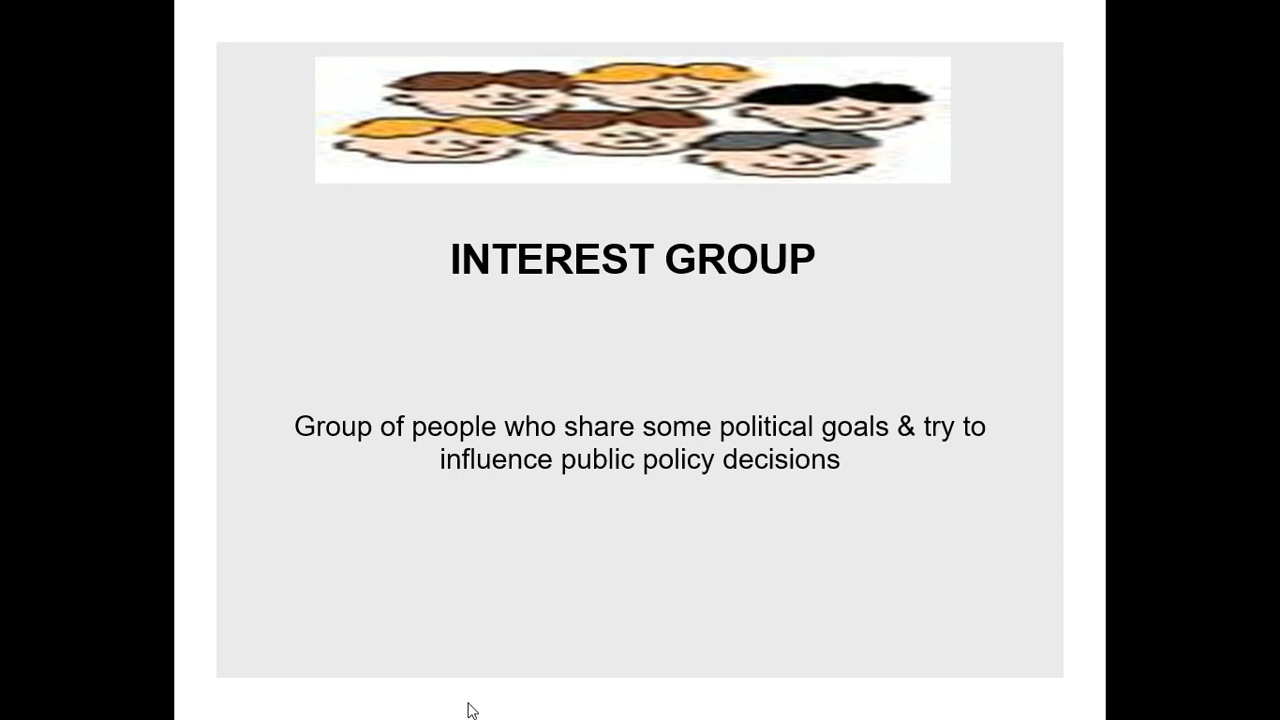 INTEREST GROUP
Group of people who share some political goals & try to
influence public policy decisions